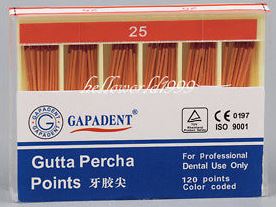 25
helloworld1999
GAPADENT
G
GAPADENT
CE 0197
ISO 9001
Gutta Percha
Points 牙胶尖
For Professional
Dental Use Only
120 points
Color coded